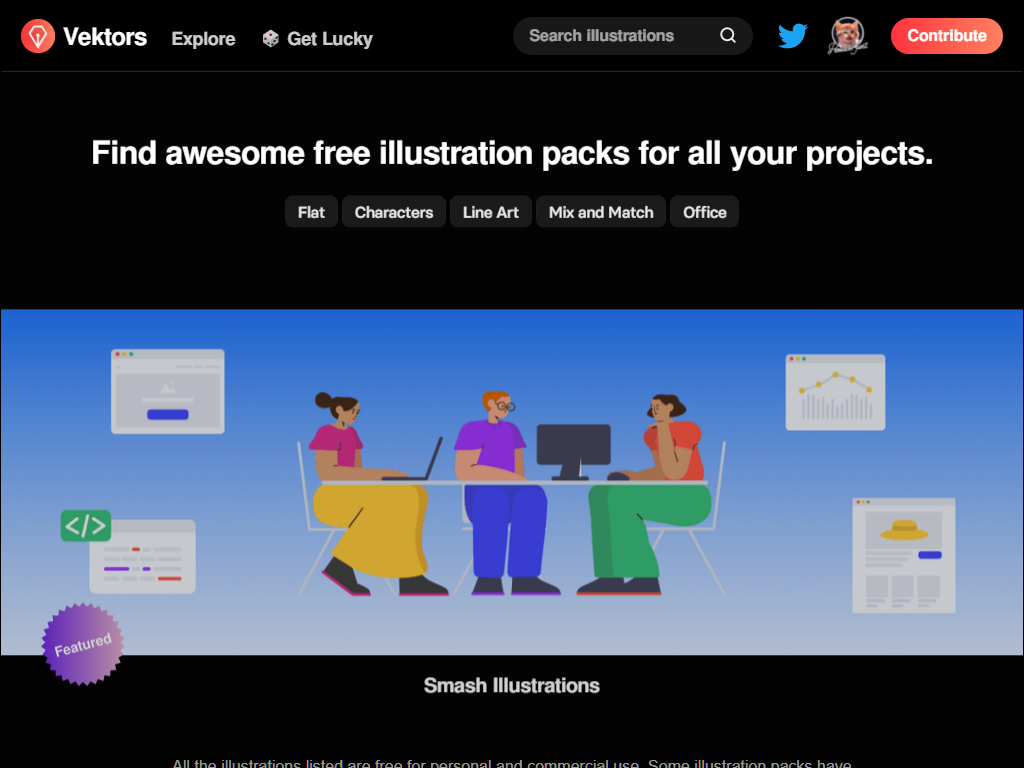 Vektors
Explore
Get Lucky
Search illustrations
Contribute
Find awesome free illustration packs for all your projects.
Flat
Characters
Line Art
Mix and Match
Office
</>
Featured
Smash Illustrations
All the illustrations listed are free for personal and commercial use. Some illustration packs have